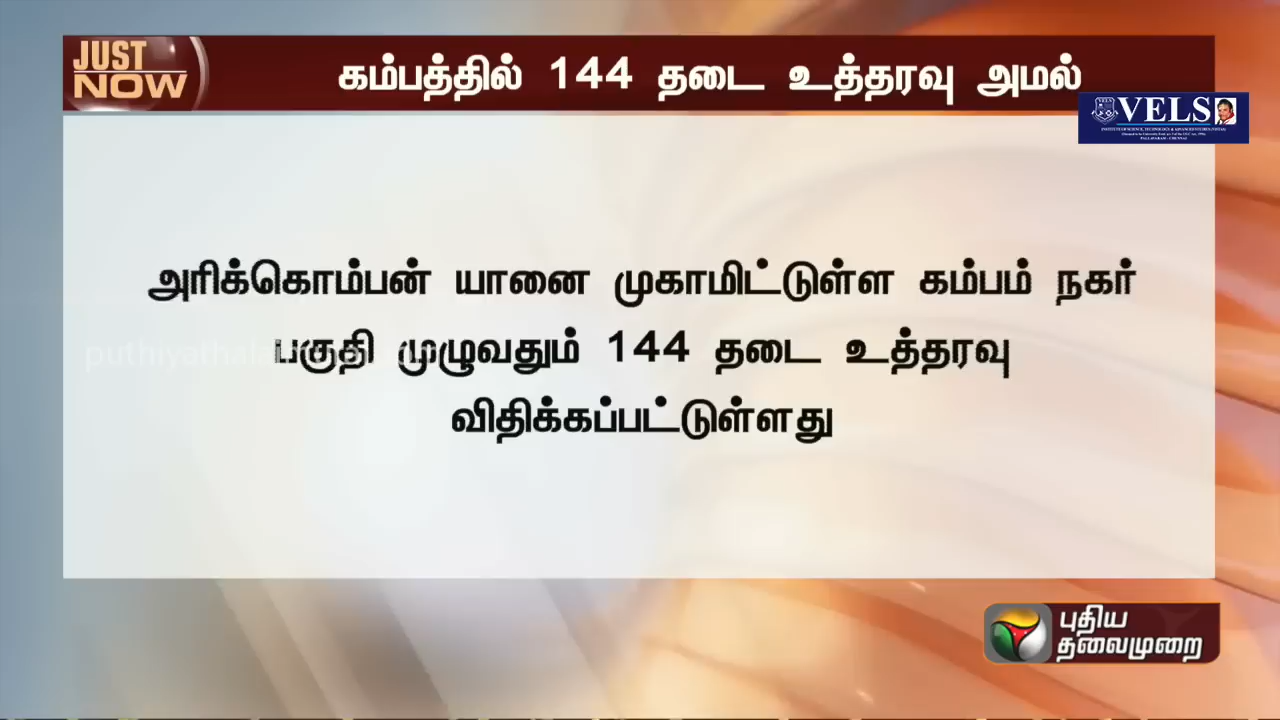 JUST
NOW
கம்பத்தில் 144 தடை உத்தரவு அமல்
VELS
அரிக்கொம்பன் யானை முகாமிட்டுள்ள கம்பம் நகர்
பகுதி முழுவதும் 144 தடை உத்தரவு
விதிக்கப்பட்டுள்ளது
புதிய
தலைமுறை